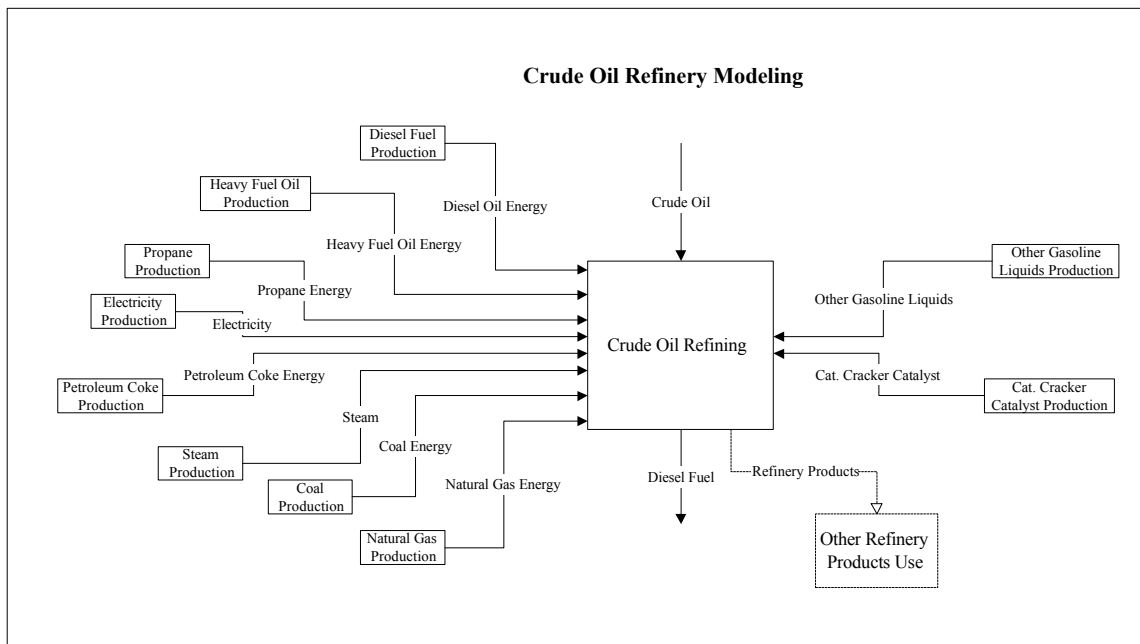 Crude Oil Refinery Modeling
Diesel Fuel
Production
Heavy Fuel Oil
Production
Diesel Oil Energy
Crude Oil
Heavy Fuel Oil Energy
Propane
Production
Propane Energy
Other Gasoline
Liquids Production
Electricity
Production
Electricity
Other Gasoline Liquids
Crude Oil Refining
Petroleum Coke Energy
Cat. Cracker Catalyst
Petroleum Coke
Production
Cat. Cracker
Catalyst Production
Steam
Coal Energy
Steam
Production
Natural Gas Energy
Diesel Fuel
Refinery Products
Coal
Production
Natural Gas
Production
Other Refinery
Products Use